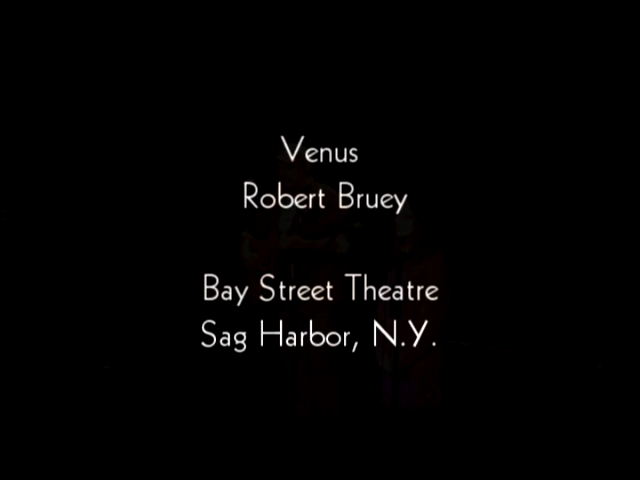 Venus
Robert Bruey
Bay Street Theatre
Sag Harbor, N.Y.